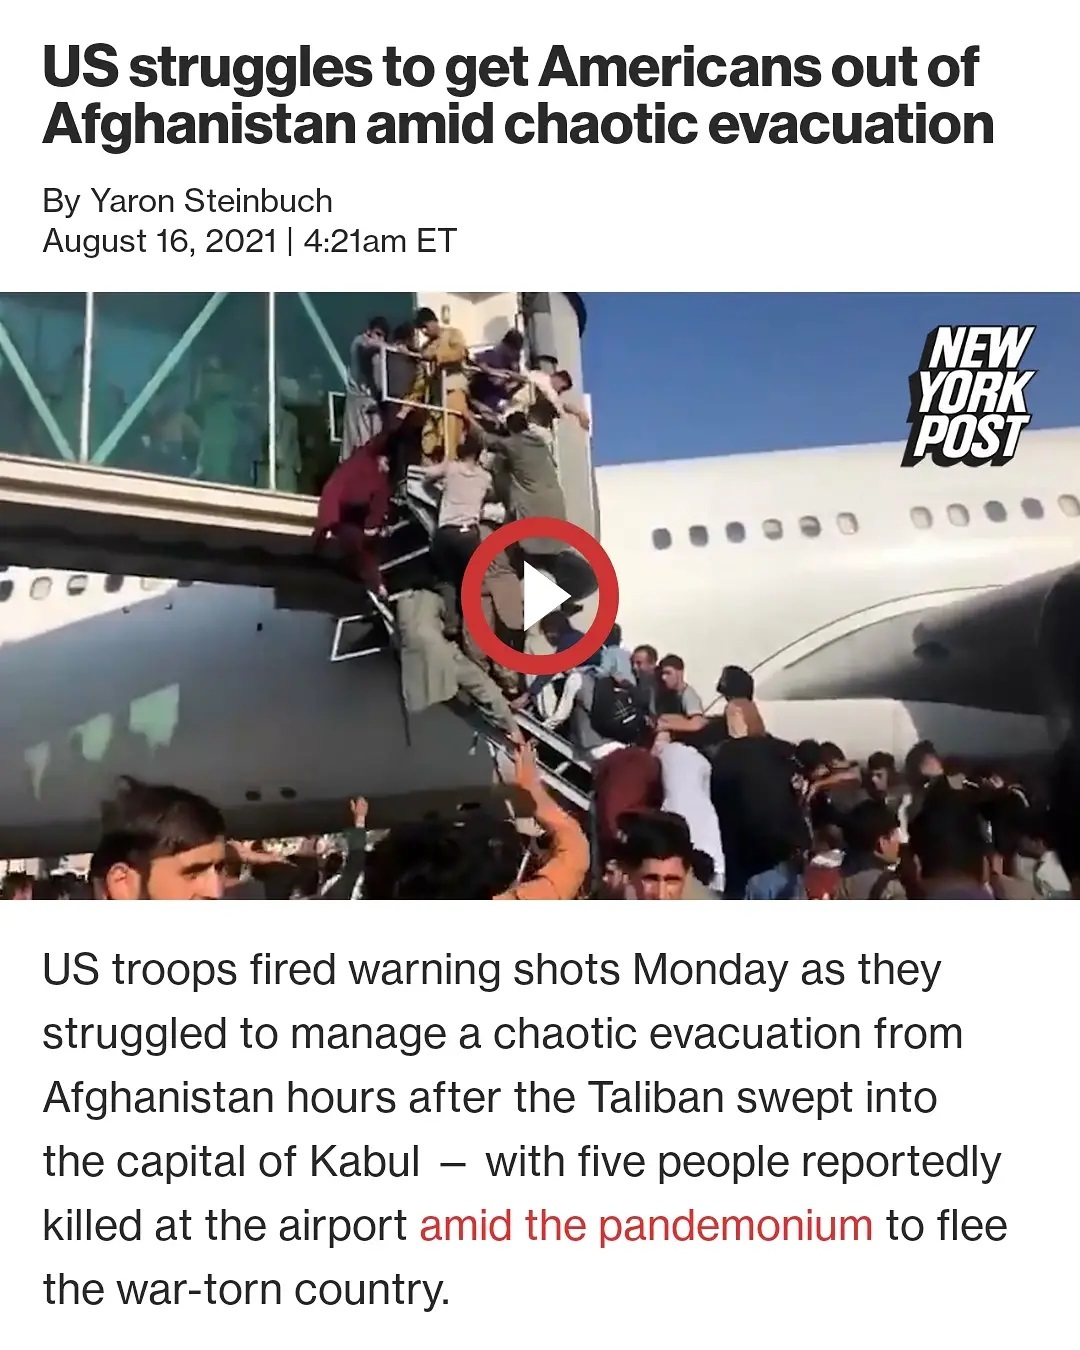 US struggles to get Americans out of
Afghanistan amid chaotic evacuation
By Yaron Steinbuch
August 16, 2021 | 4:21am ET
NEW
YORK
POST
US troops fired warning shots Monday as they
struggled to manage a chaotic evacuation from
Afghanistan hours after the Taliban swept into
the capital of Kabul — with five people reportedly
killed at the airport amid the pandemonium to flee
the war-torn country.